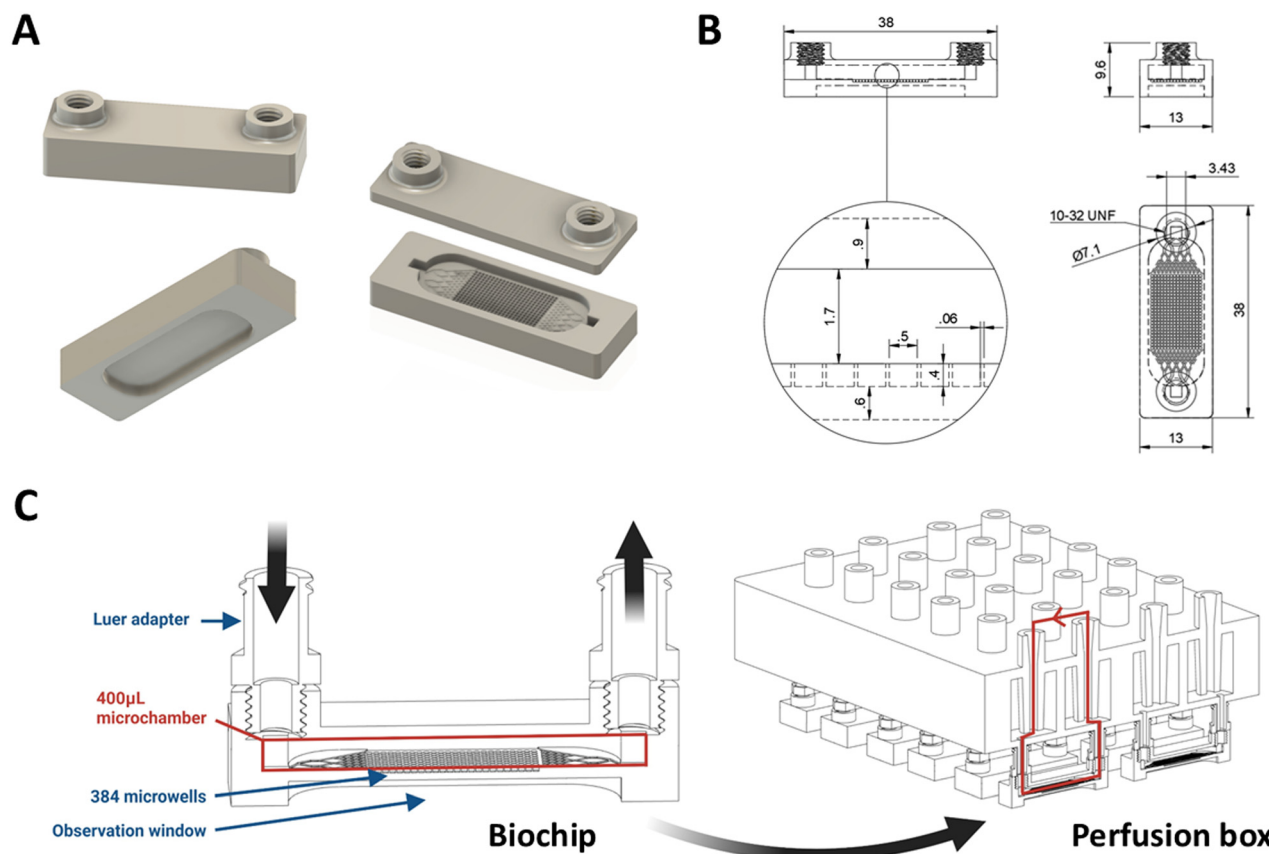 A
B
38
9.6
13
3.43
10-32 UNF
Ø7.1
38
13
.9
1.7
.06
.5
.4
.6
C
Luer adapter
400µL
microchamber
384 microwells
Observation window
Biochip
Perfusion box